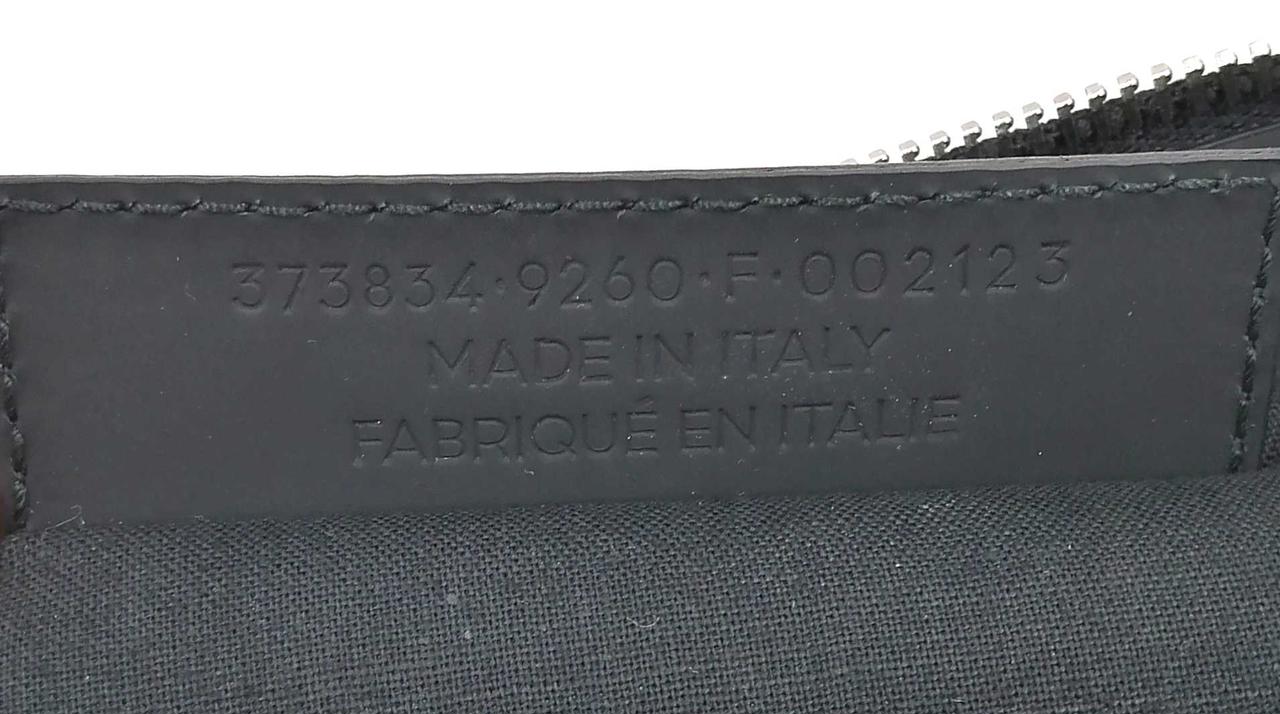 373834·9260·F·002123
MADE IN ITALY
FABRIQUÉ EN ITALIE